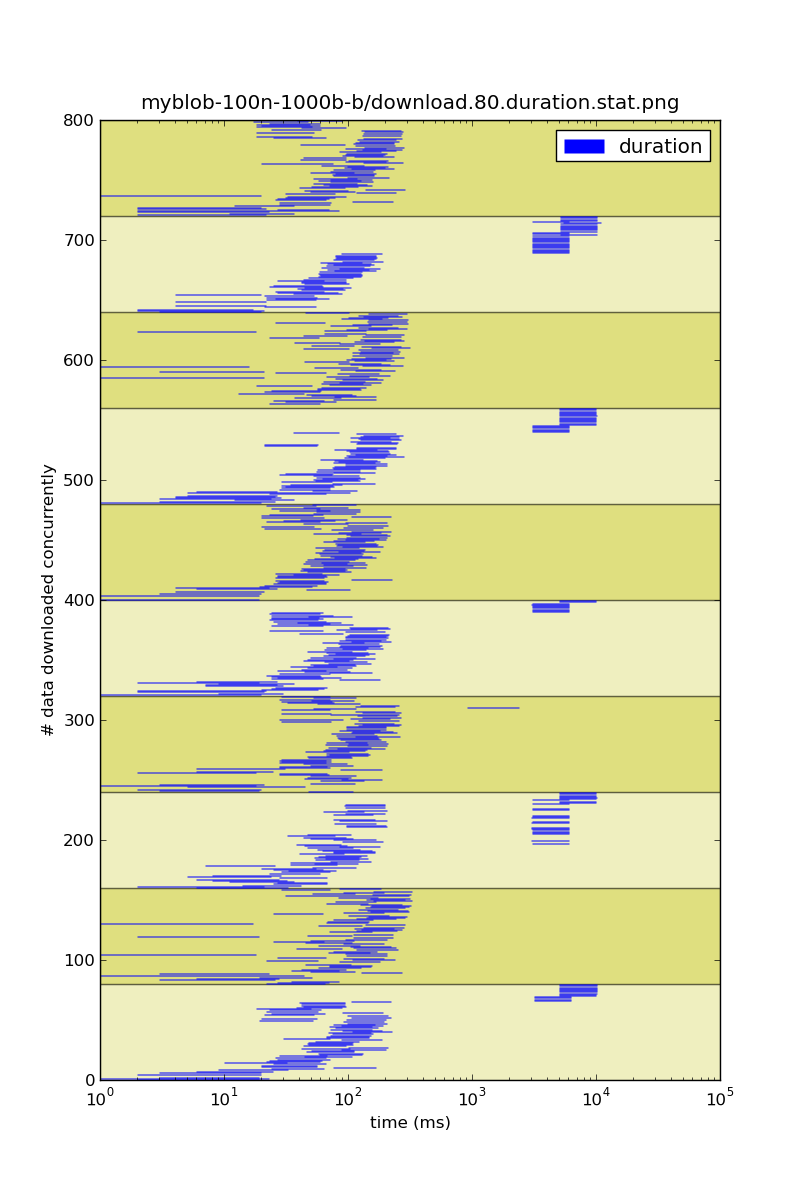 myblob-100n-1000b-b/download.80.duration.stat.png
duration
800
700
600
500
400
300
200
100
0
# data downloaded concurrently
10^0 10^1 10^2 10^3 10^4 10^5
time (ms)